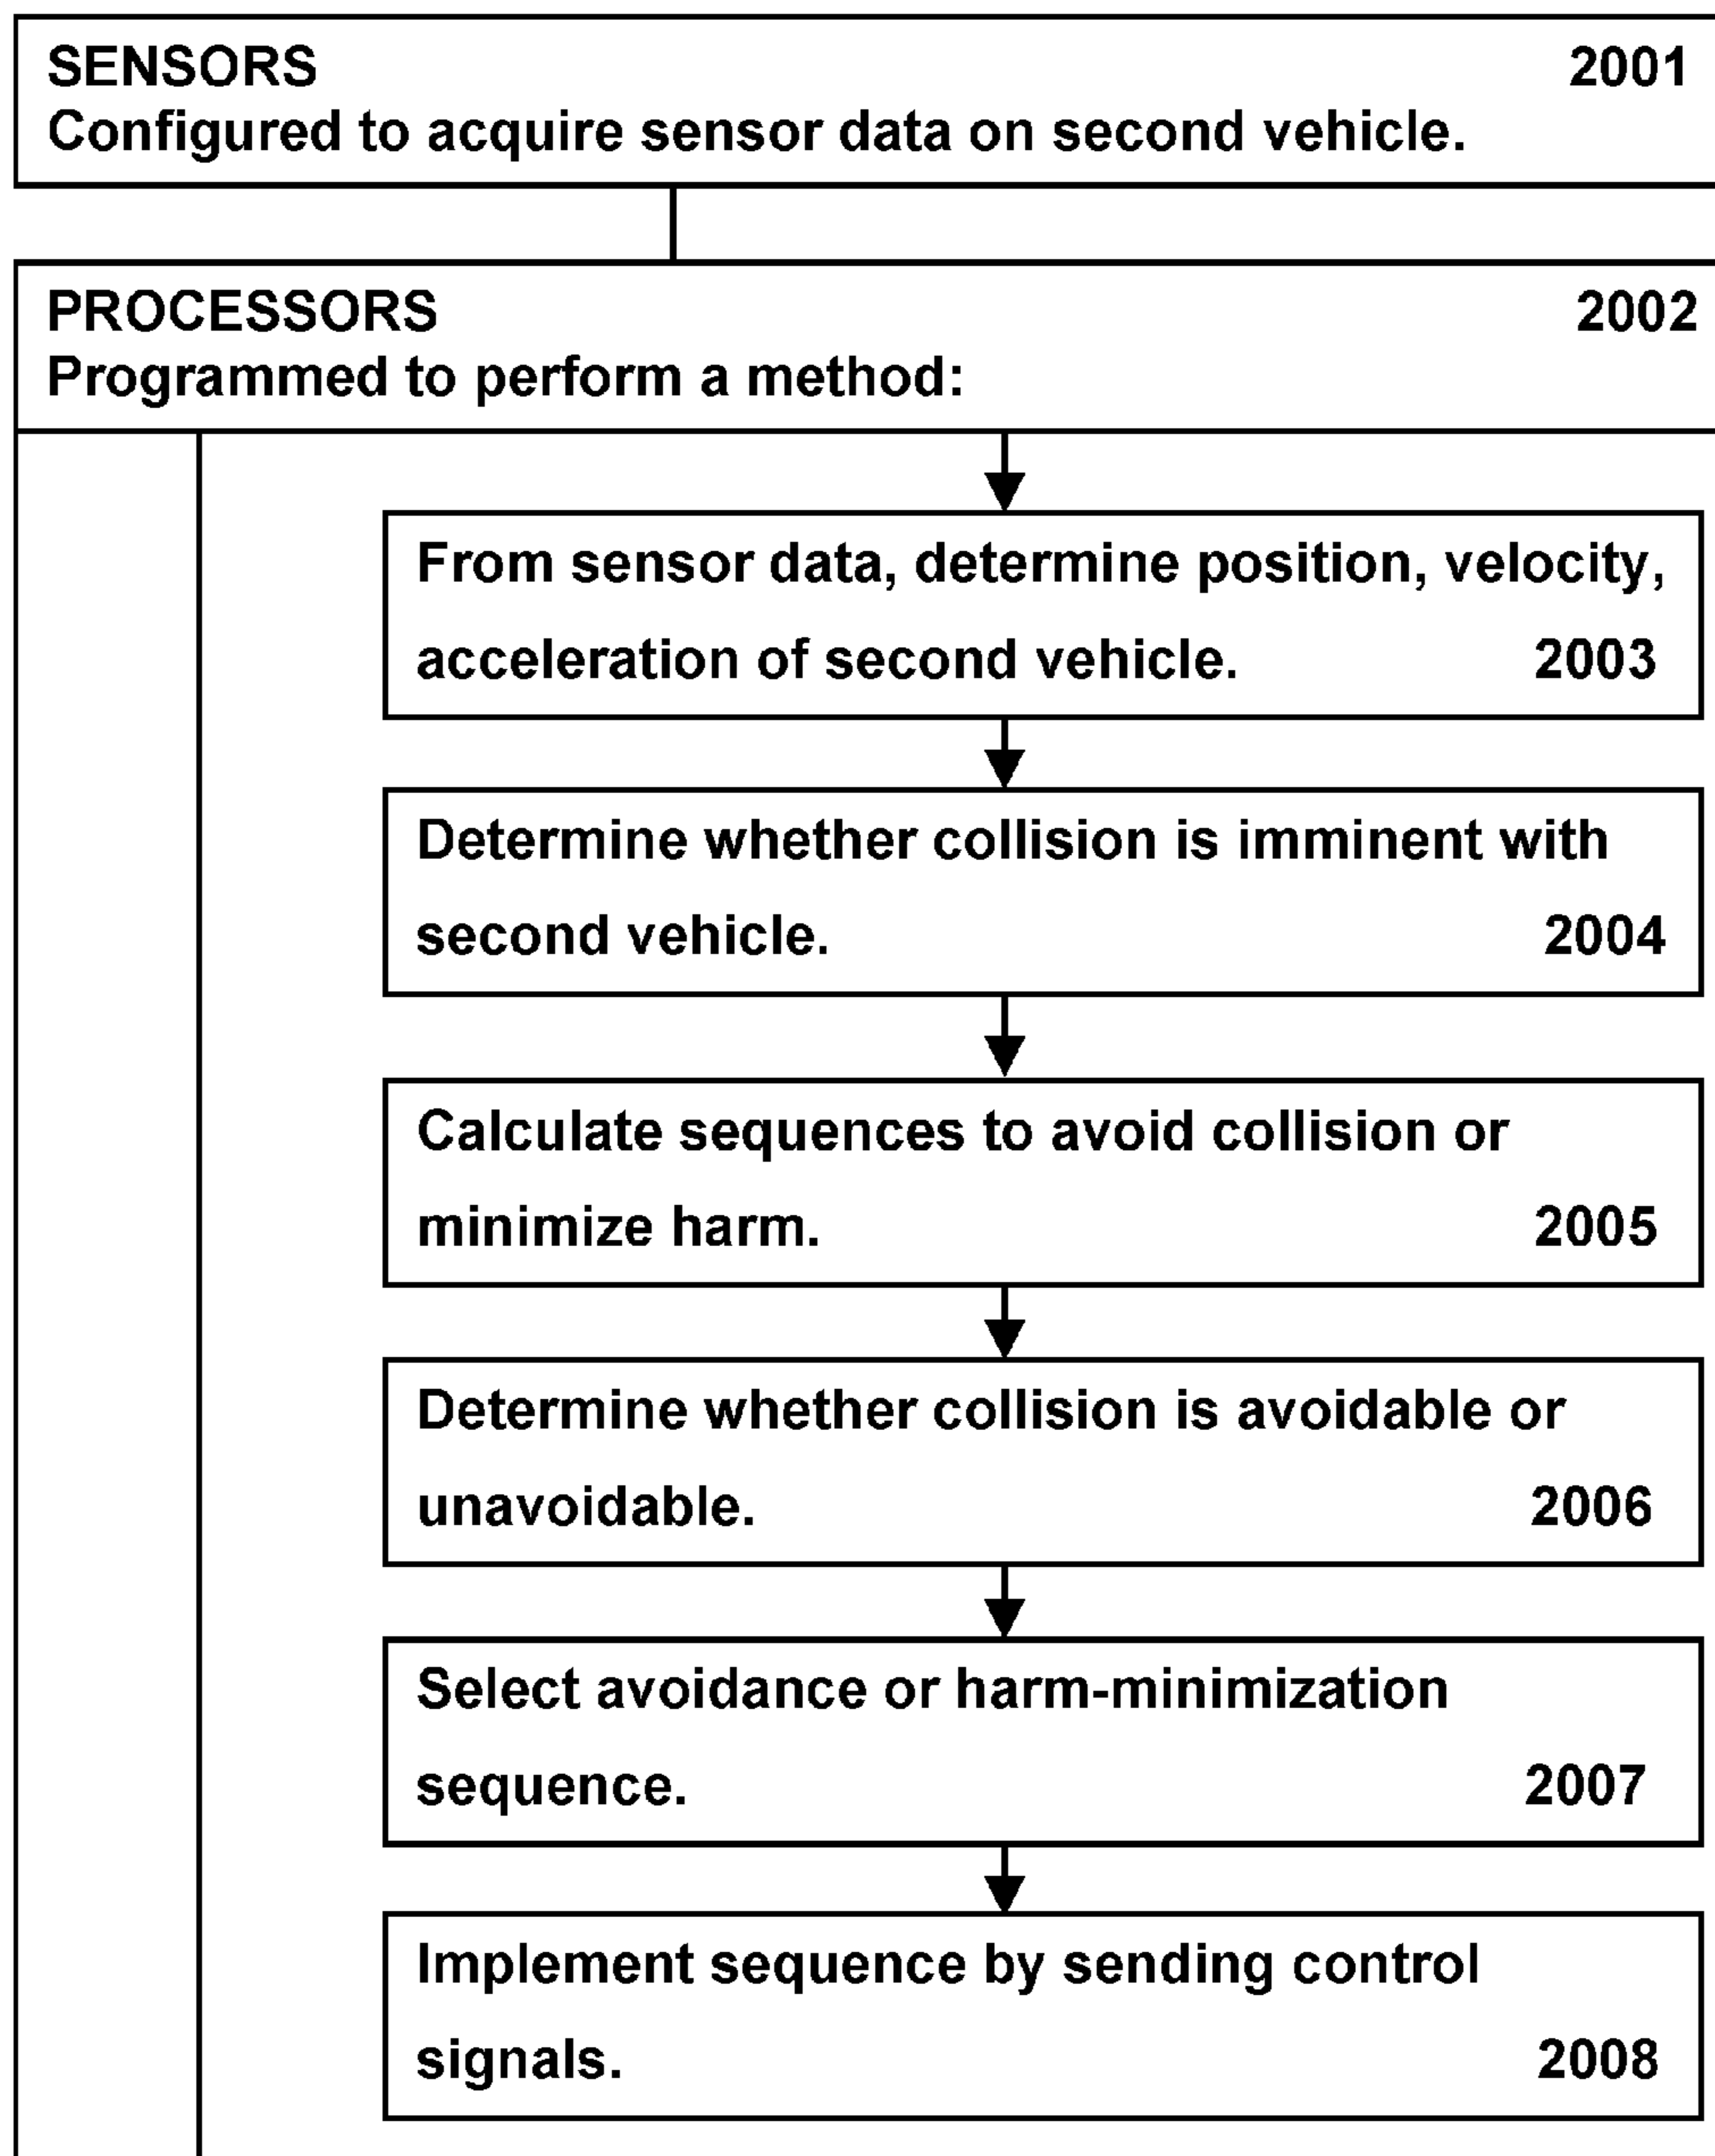 SENSORS 2001
Configured to acquire sensor data on second vehicle.
PROCESSORS 2002
Programmed to perform a method:
From sensor data, determine position, velocity,
acceleration of second vehicle. 2003
Determine whether collision is imminent with
second vehicle. 2004
Calculate sequences to avoid collision or
minimize harm. 2005
Determine whether collision is avoidable or
unavoidable. 2006
Select avoidance or harm-minimization
sequence. 2007
Implement sequence by sending control
signals. 2008